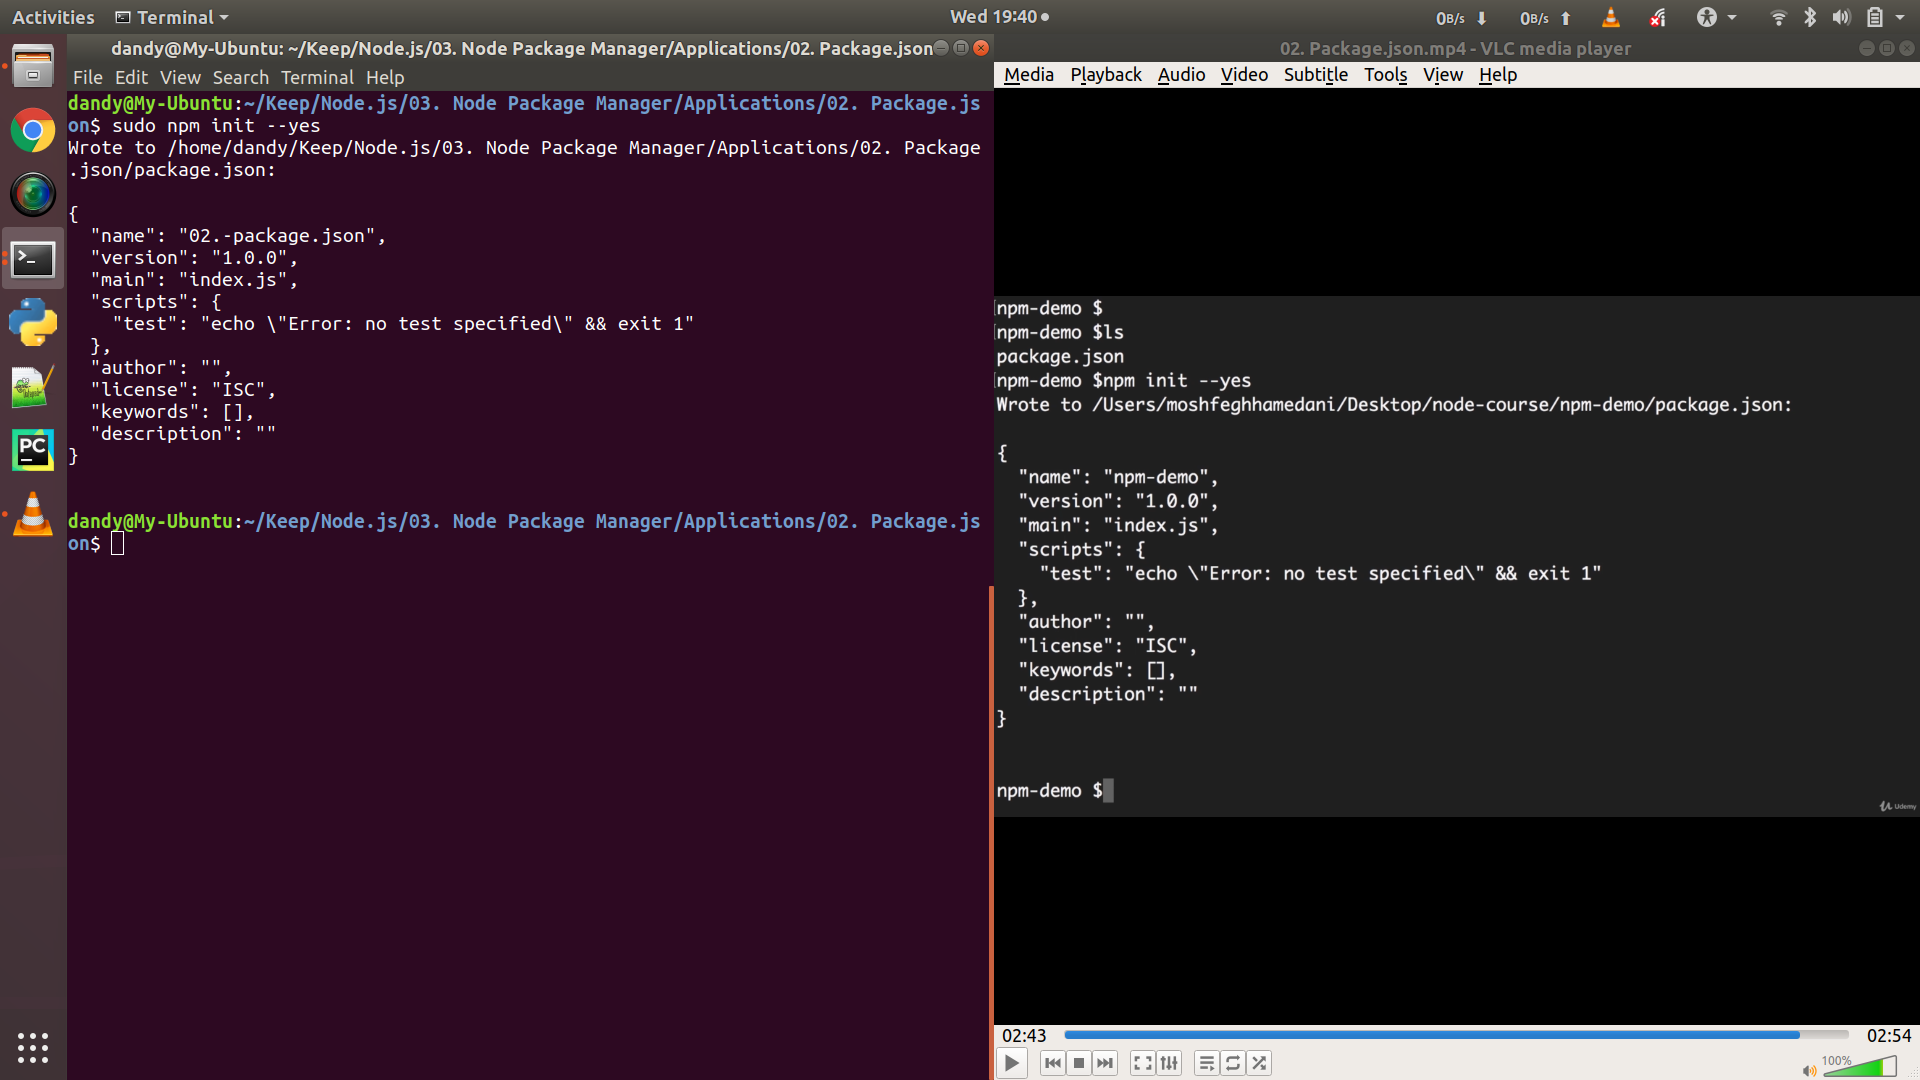 Activities
Terminal
Wed 19:40
0B/s
0B/s
dandy@My-Ubuntu: ~/Keep/Node.js/03. Node Package Manager/Applications/02. Package.json
File Edit View Search Terminal Help
dandy@My-Ubuntu:~/Keep/Node.js/03. Node Package Manager/Applications/02. Package.js
on$ sudo npm init --yes
Wrote to /home/dandy/Keep/Node.js/03. Node Package Manager/Applications/02. Package
.json/package.json:
{
"name": "02.-package.json",
"version": "1.0.0",
"main": "index.js",
"scripts": {
"test": "echo \"Error: no test specified\" && exit 1"
},
"author": "",
"license": "ISC",
"keywords": [],
"description": ""
}
dandy@My-Ubuntu:~/Keep/Node.js/03. Node Package Manager/Applications/02. Package.js
on$
PC
02. Package.json.mp4 - VLC media player
Media Playback Audio Video Subtitle Tools View Help
npm-demo $
npm-demo $ls
package.json
npm-demo $npm init --yes
Wrote to /Users/moshfeghhamedani/Desktop/node-course/npm-demo/package.json:
{
"name": "npm-demo",
"version": "1.0.0",
"main": "index.js",
"scripts": {
"test": "echo \"Error: no test specified\" && exit 1"
},
"author": "",
"license": "ISC",
"keywords": [],
"description": ""
}
npm-demo $
Udemy
02:43
02:54
100%